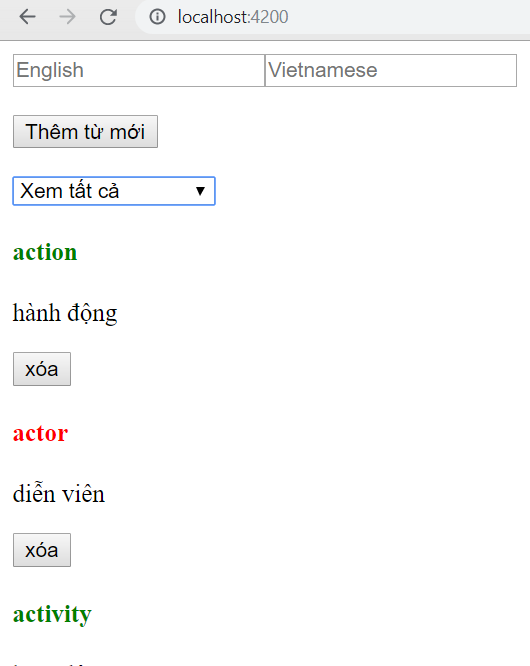 localhost:4200
English Vietnamese
Thêm từ mới
Xem tất cả
action
hành động
xóa
actor
diễn viên
xóa
activity